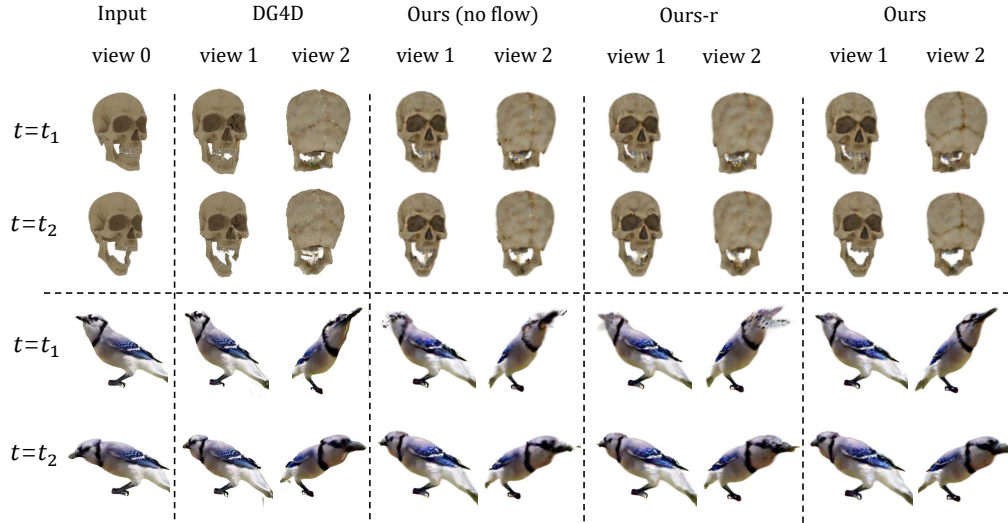 Input DG4D Ours (no flow) Ours-r Ours
view 0 view 1 view 2 view 1 view 2 view 1 view 2 view 1 view 2
t=t₁
t=t₂
t=t₁
t=t₂